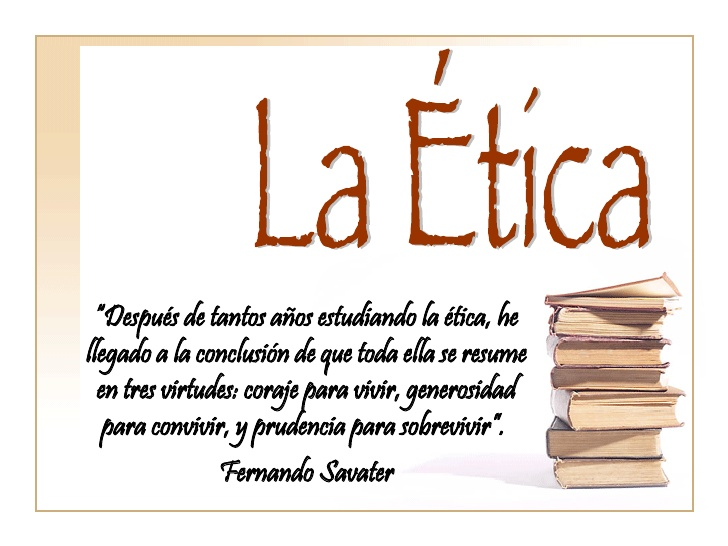 La Ética
"Después de tantos años estudiando la ética, he
llegado a la conclusión de que toda ella se resume
en tres virtudes: coraje para vivir, generosidad
para convivir, y prudencia para sobrevivir".
Fernando Savater